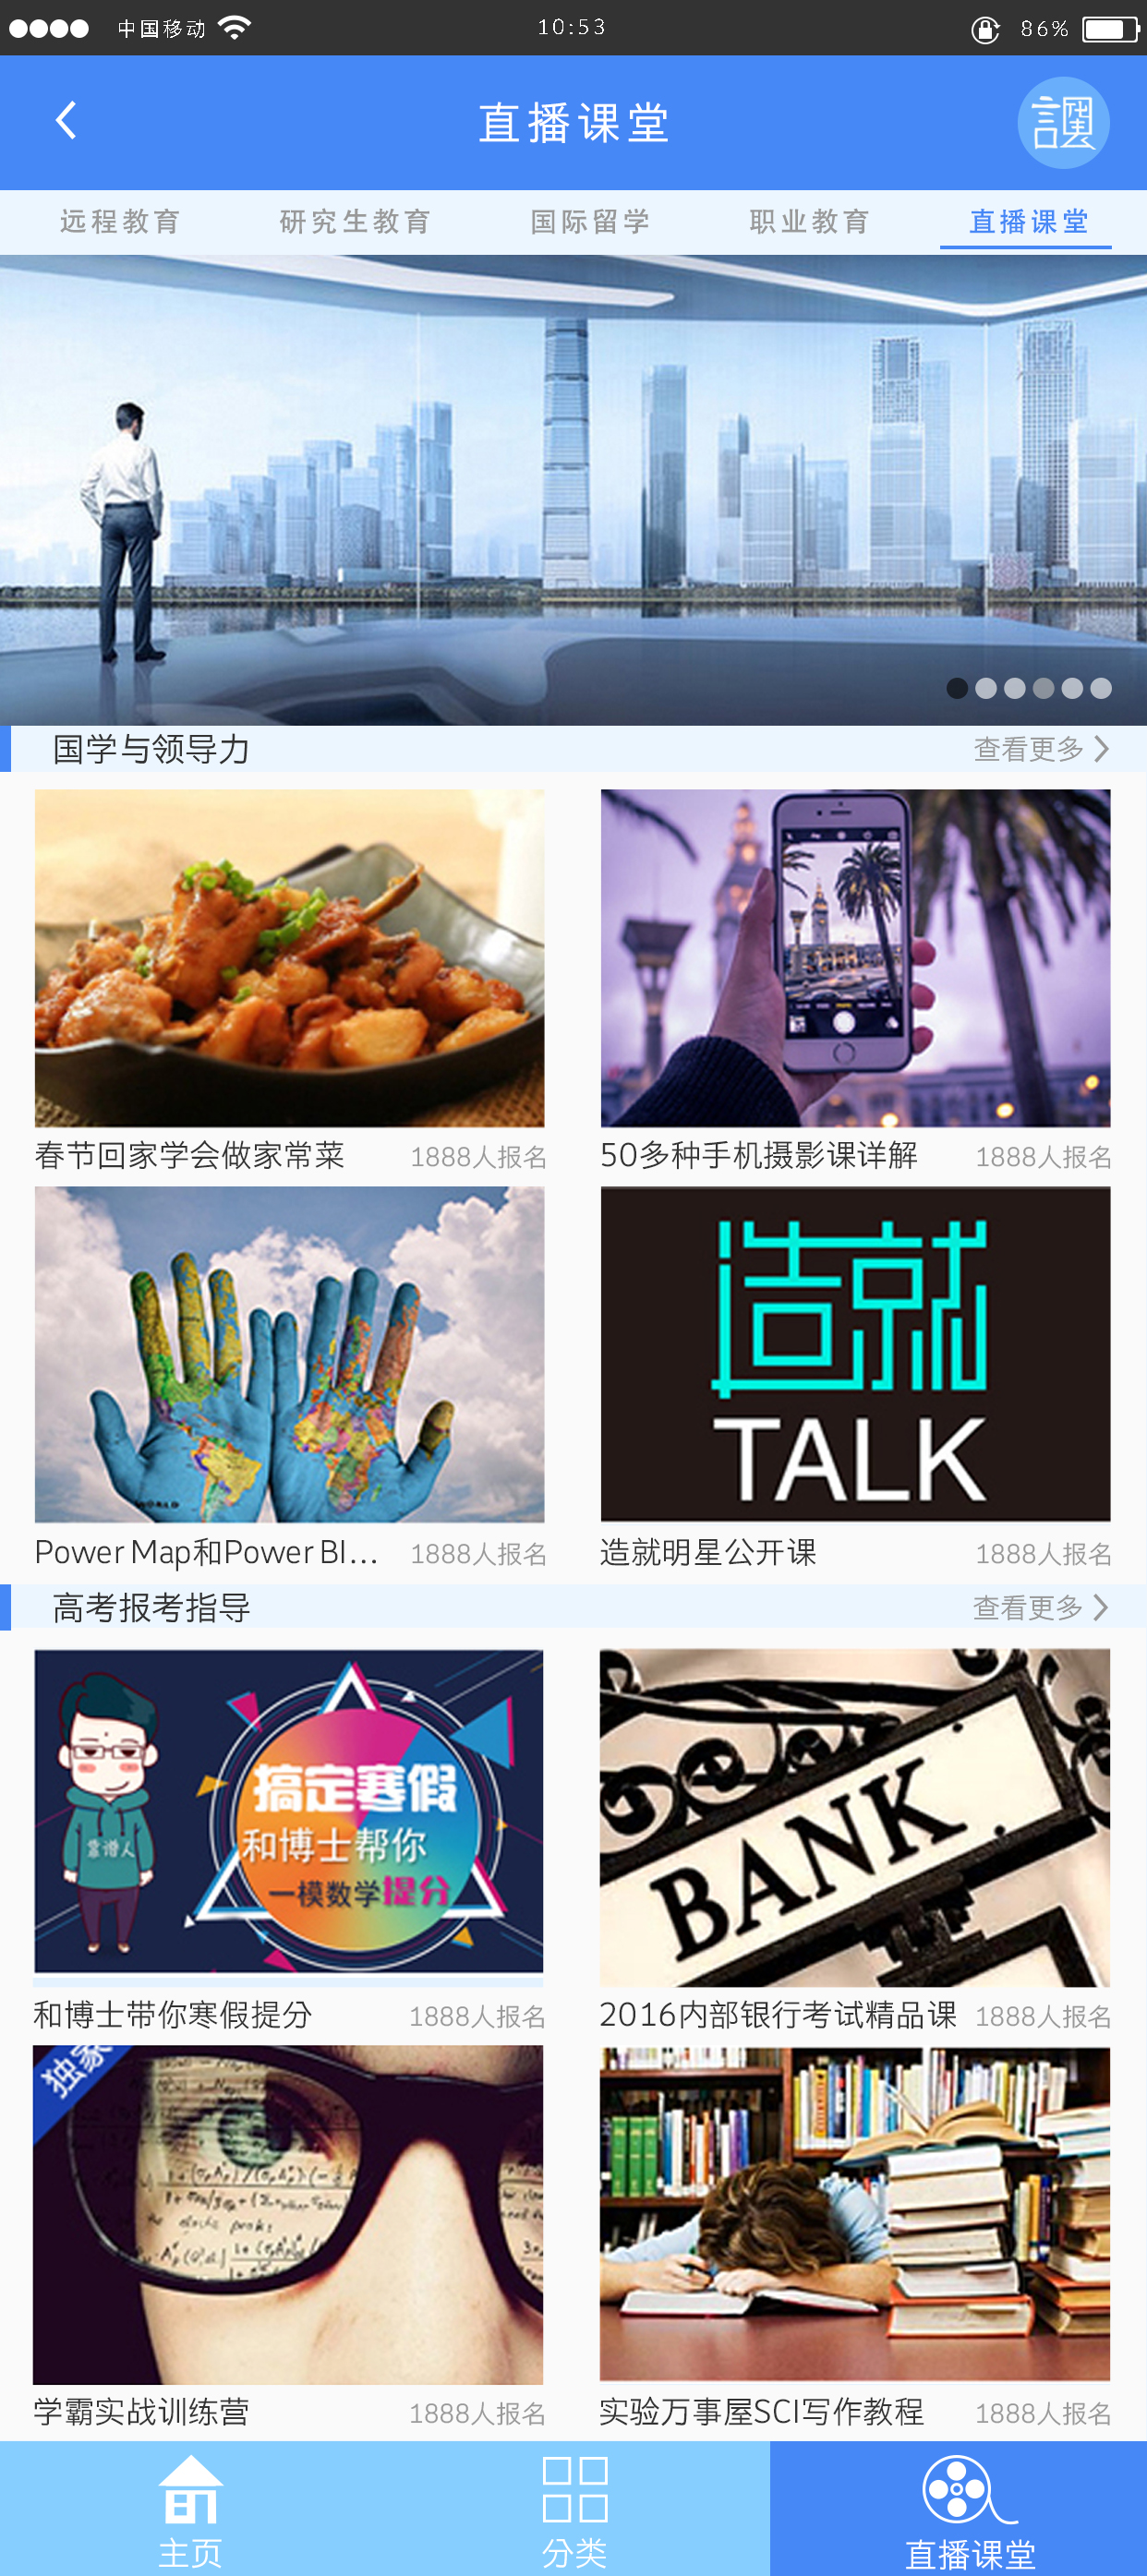 中国移动 10:53 86%
直播课堂 課
远程教育 研究生教育 国际留学 职业教育 直播课堂
国学与领导力 查看更多
春节回家学会做家常菜 1888人报名
50多种手机摄影课详解 1888人报名
造就
TALK
Power Map和Power BI... 1888人报名
造就明星公开课 1888人报名
高考报考指导 查看更多
靠谱人
搞定寒假
和博士帮你
一模数学提分
BANK
和博士带你寒假提分 1888人报名
2016内部银行考试精品课 1888人报名
独家
学霸实战训练营 1888人报名
实验万事屋SCI写作教程 1888人报名
主页 分类 直播课堂